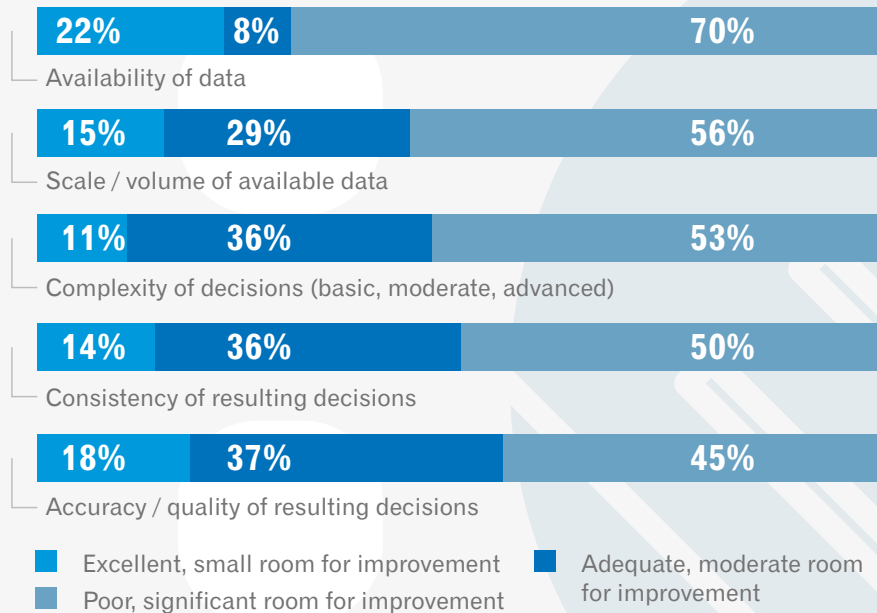 22% 8% 70%
Availability of data
15% 29% 56%
Scale / volume of available data
11% 36% 53%
Complexity of decisions (basic, moderate, advanced)
14% 36% 50%
Consistency of resulting decisions
18% 37% 45%
Accuracy / quality of resulting decisions
Excellent, small room for improvement
Poor, significant room for improvement
Adequate, moderate room
for improvement